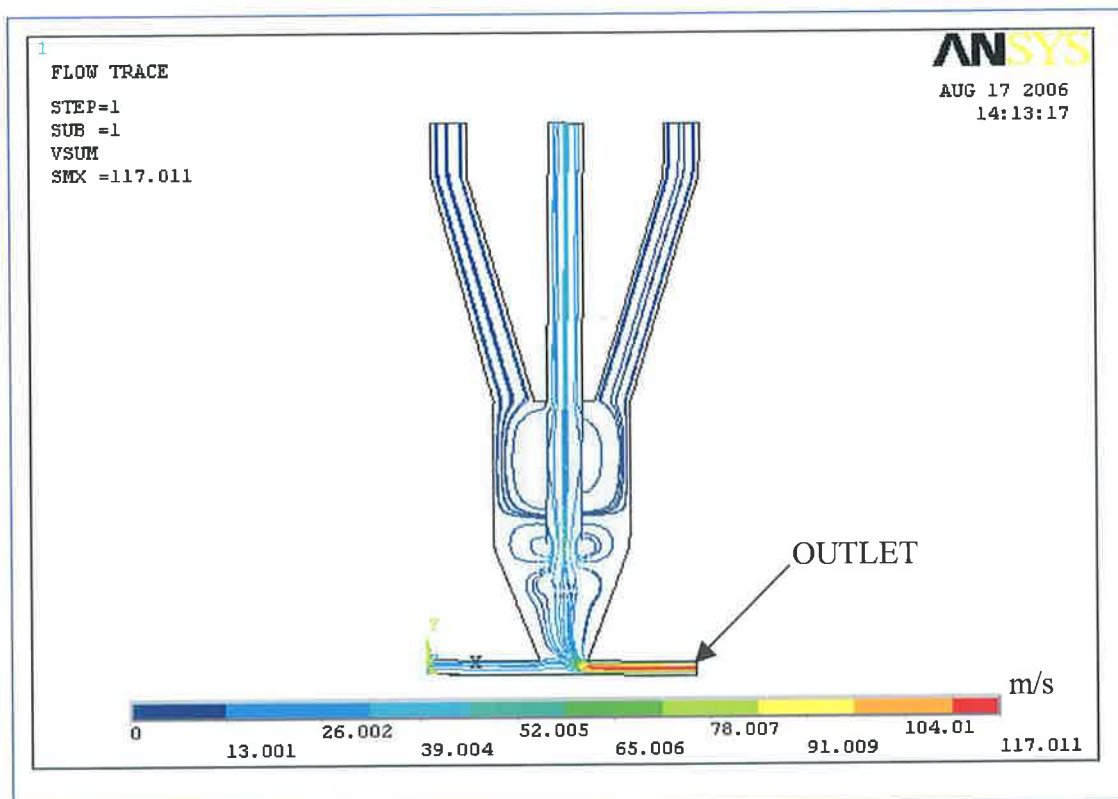 1
ANSYS
FLOW TRACE
STEP=1
SUB =1
VSUM
SMX =117.011
AUG 17 2006
14:13:17
OUTLET
Y
X
m/s
0
13.001
26.002
39.004
52.005
65.006
78.007
91.009
104.01
117.011